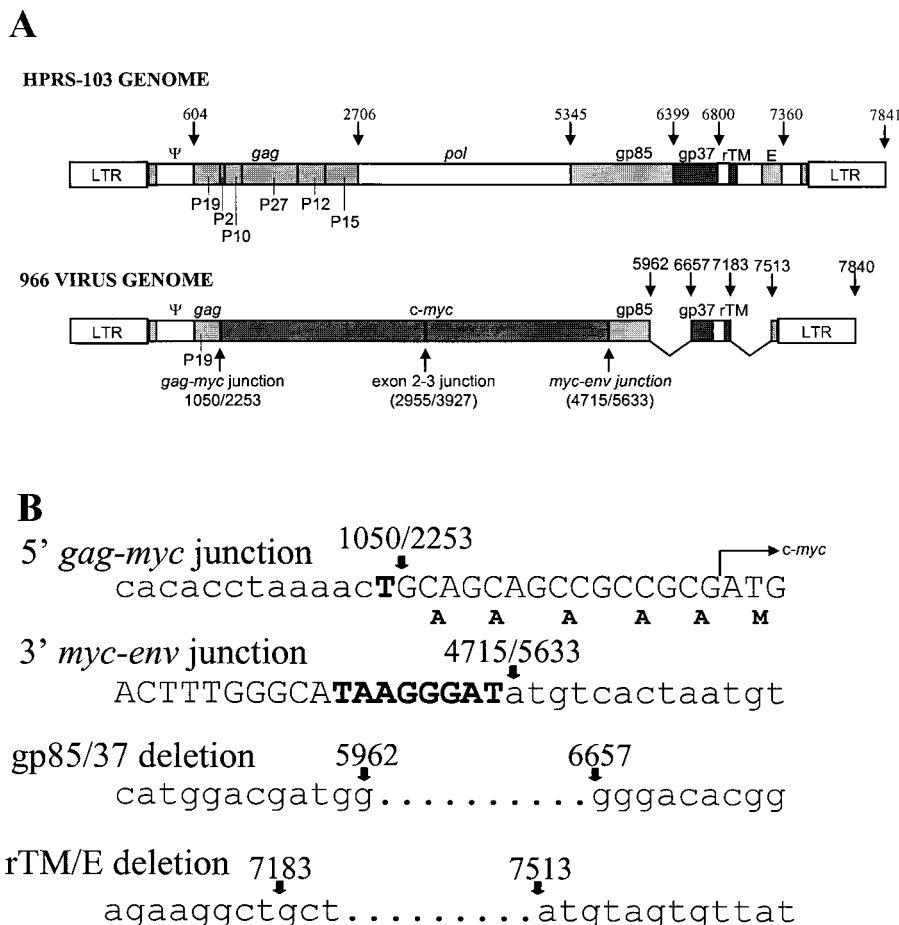 A
HPRS-103 GENOME
604 2706 5345 6399 6800 7360 7841
Ψ gag pol gp85 gp37 rTM E
LTR LTR
P19 P2 P10 P27 P12 P15
966 VIRUS GENOME
5962 6657 7183 7513 7840
Ψ gag c-myc gp85 gp37 rTM
LTR LTR
P19
gag-myc junction exon 2-3 junction myc-env junction
1050/2253 (2955/3927) (4715/5633)
B
1050/2253
5' gag-myc junction c-myc
cacacctaaaacTGCAGCAGCCGCCGCGATG
A A A A A M
3' myc-env junction 4715/5633
ACTTTGGGCATAAGGGATatgtcactaatgt
gp85/37 deletion 5962 6657
catggacgatgg..........gggacacgg
rTM/E deletion 7183 7513
agaaggctgct.........atgtagtgttat